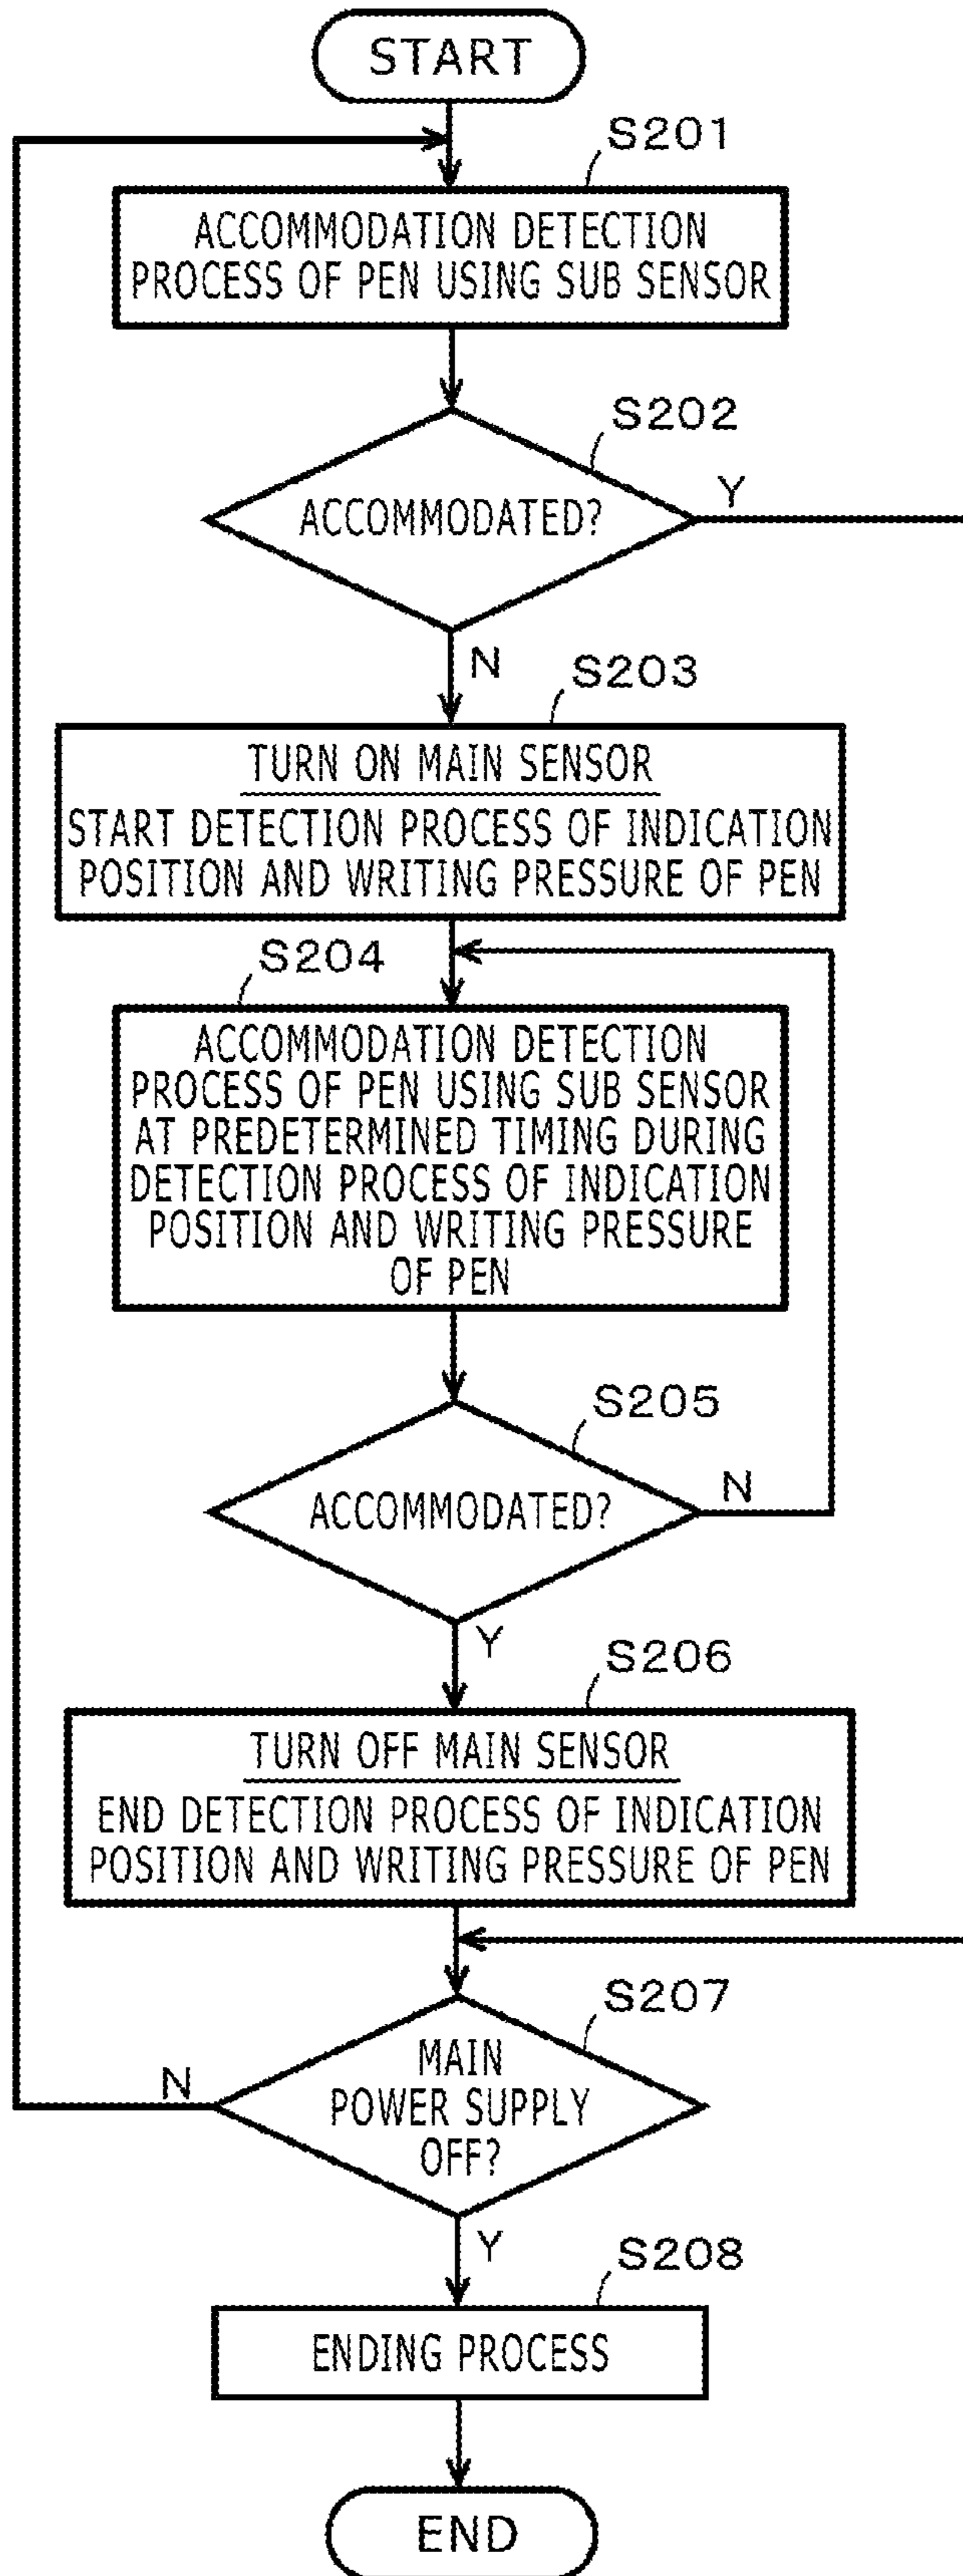 START
S201
ACCOMMODATION DETECTION
PROCESS OF PEN USING SUB SENSOR
S202
ACCOMMODATED?
Y
N
S203
TURN ON MAIN SENSOR
START DETECTION PROCESS OF INDICATION
POSITION AND WRITING PRESSURE OF PEN
S204
ACCOMMODATION DETECTION
PROCESS OF PEN USING SUB SENSOR
AT PREDETERMINED TIMING DURING
DETECTION PROCESS OF INDICATION
POSITION AND WRITING PRESSURE
OF PEN
S205
ACCOMMODATED?
N
Y
S206
TURN OFF MAIN SENSOR
END DETECTION PROCESS OF INDICATION
POSITION AND WRITING PRESSURE OF PEN
S207
MAIN
POWER SUPPLY
OFF?
N
Y
S208
ENDING PROCESS
END